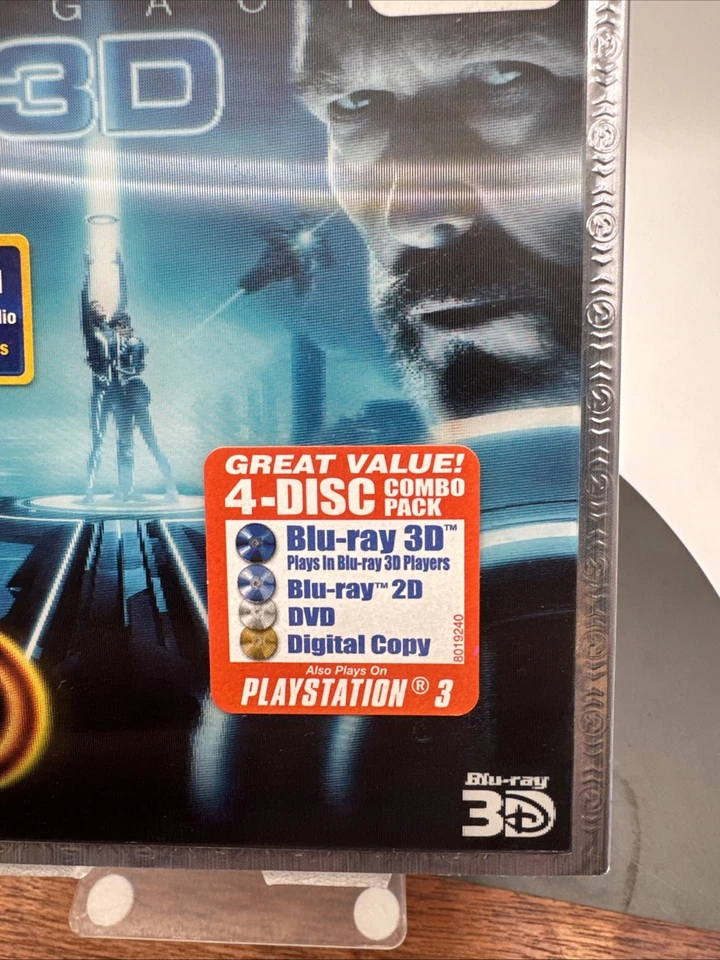 GAC
3D
GREAT VALUE!
4-DISC COMBO PACK
Blu-ray 3D™
Plays In Blu-ray 3D Players
Blu-ray™ 2D
DVD
Digital Copy
8019240
Also Plays On
PLAYSTATION® 3
Blu-ray
3D